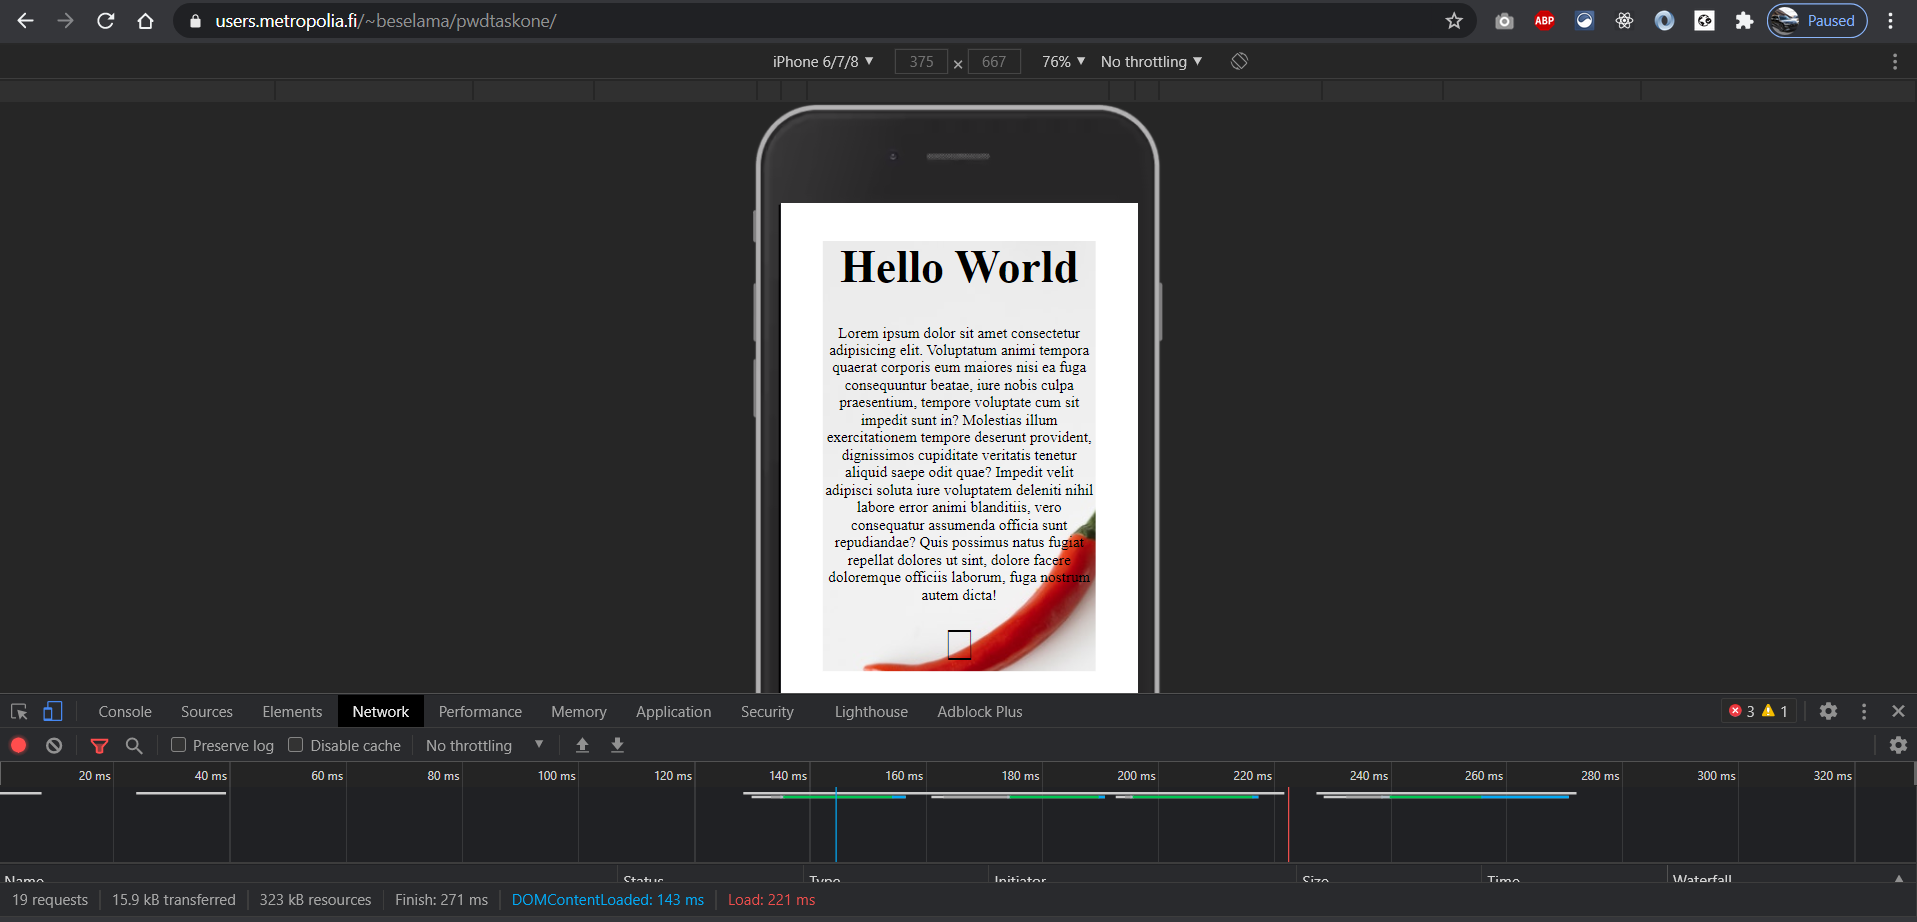 users.metropolia.fi/~beselama/pwdtaskone/
ABP
Paused
iPhone 6/7/8 ▼ 375 × 667 76% ▼ No throttling ▼
Hello World
Lorem ipsum dolor sit amet consectetur
adipisicing elit. Voluptatum animi tempora
quaerat corporis eum maiores nisi ea fuga
consequuntur beatae, iure nobis culpa
praesentium, tempore voluptate cum sit
impedit sunt in? Molestias illum
exercitationem tempore deserunt provident,
dignissimos cupiditate veritatis tenetur
aliquid saepe odit quae? Impedit velit
adipisci soluta iure voluptatem deleniti nihil
labore error animi blanditiis, vero
consequatur assumenda officia sunt
repudiandae? Quis possimus natus fugiat
repellat dolores ut sint, dolore facere
doloremque officiis laborum, fuga nostrum
autem dicta!
Console Sources Elements Network Performance Memory Application Security Lighthouse Adblock Plus 3 1
Preserve log Disable cache No throttling ▼
20 ms 40 ms 60 ms 80 ms 100 ms 120 ms 140 ms 160 ms 180 ms 200 ms 220 ms 240 ms 260 ms 280 ms 300 ms 320 ms
Name Status Type Initiator Size Time Waterfall
19 requests 15.9 kB transferred 323 kB resources Finish: 271 ms DOMContentLoaded: 143 ms Load: 221 ms